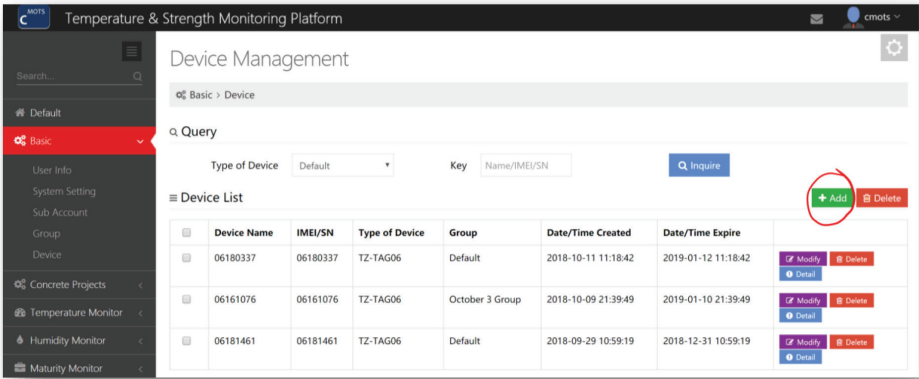 CMOTS
Temperature & Strength Monitoring Platform
cmots
Search...
Default
Basic
User Info
System Setting
Sub Account
Group
Device
Concrete Projects
Temperature Monitor
Humidity Monitor
Maturity Monitor
Device Management
Basic > Device
Query
Type of Device Default Key Name/IMEI/SN Inquire
Device List + Add Delete
Device Name IMEI/SN Type of Device Group Date/Time Created Date/Time Expire
06180337 06180337 TZ-TAG06 Default 2018-10-11 11:18:42 2019-01-12 11:18:42 Modify Delete
Detail
06161076 06161076 TZ-TAG06 October 3 Group 2018-10-09 21:39:49 2019-01-10 21:39:49 Modify Delete
Detail
06181461 06181461 TZ-TAG06 Default 2018-09-29 10:59:19 2018-12-31 10:59:19 Modify Delete
Detail